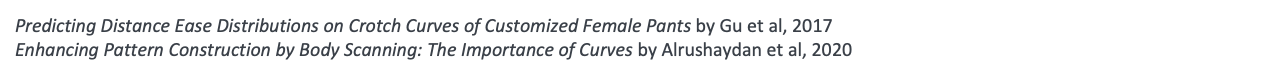 Predicting Distance Ease Distributions on Crotch Curves of Customized Female Pants by Gu et al, 2017
Enhancing Pattern Construction by Body Scanning: The Importance of Curves by Alrushaydan et al, 2020